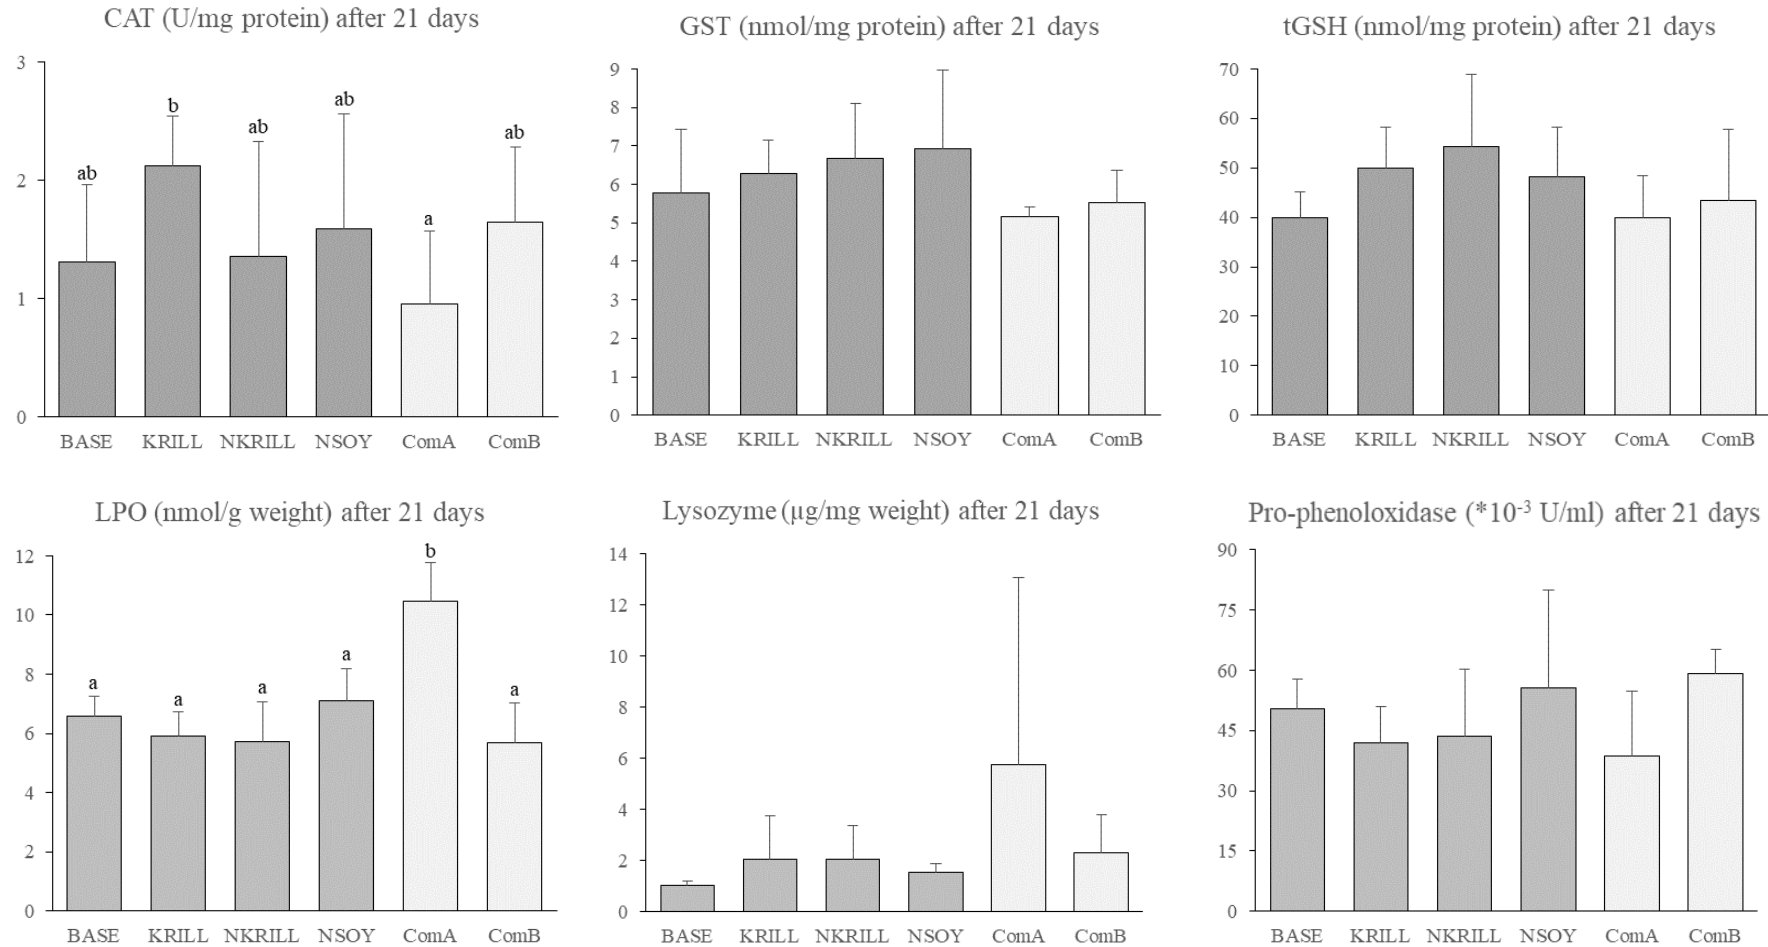 CAT (U/mg protein) after 21 days
3
2
1
0
ab
b
ab
ab
a
ab
BASE KRILL NKRILL NSOY ComA ComB
GST (nmol/mg protein) after 21 days
9
8
7
6
5
4
3
2
1
0
BASE KRILL NKRILL NSOY ComA ComB
tGSH (nmol/mg protein) after 21 days
70
60
50
40
30
20
10
0
BASE KRILL NKRILL NSOY ComA ComB
LPO (nmol/g weight) after 21 days
12
10
8
6
4
2
0
a
a
a
a
b
a
BASE KRILL NKRILL NSOY ComA ComB
Lysozyme (µg/mg weight) after 21 days
14
12
10
8
6
4
2
0
BASE KRILL NKRILL NSOY ComA ComB
Pro-phenoloxidase (*10⁻³ U/ml) after 21 days
90
75
60
45
30
15
0
BASE KRILL NKRILL NSOY ComA ComB